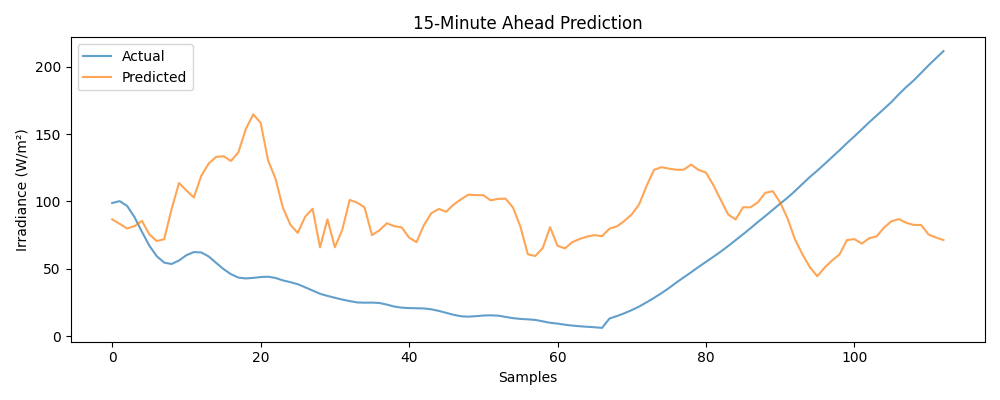 15-Minute Ahead Prediction
Actual
Predicted
Irradiance (W/m²)
200
150
100
50
0
0 20 40 60 80 100
Samples